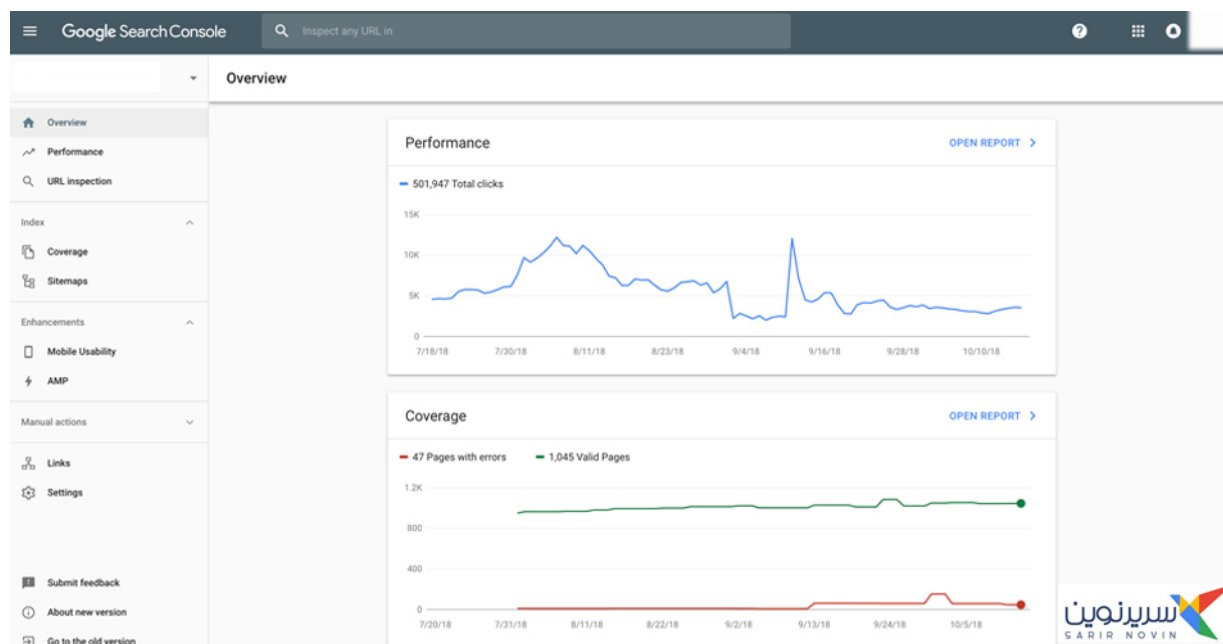 Google Search Console
Inspect any URL in
Overview
Overview
Performance
URL inspection
Index
Coverage
Sitemaps
Enhancements
Mobile Usability
AMP
Manual actions
Links
Settings
Submit feedback
About new version
Go to the old version
Performance
OPEN REPORT
501,947 Total clicks
15K
10K
5K
0
7/18/18 7/30/18 8/11/18 8/23/18 9/4/18 9/16/18 9/28/18 10/10/18
Coverage
OPEN REPORT
47 Pages with errors 1,045 Valid Pages
1.2K
800
400
0
7/20/18 7/31/18 8/11/18 8/22/18 9/2/18 9/13/18 9/24/18 10/5/18
سریرنوین
SARIR NOVIN